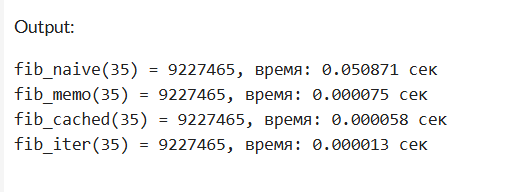 Output:
fib_naive(35) = 9227465, время: 0.050871 сек
fib_memo(35) = 9227465, время: 0.000075 сек
fib_cached(35) = 9227465, время: 0.000058 сек
fib_iter(35) = 9227465, время: 0.000013 сек